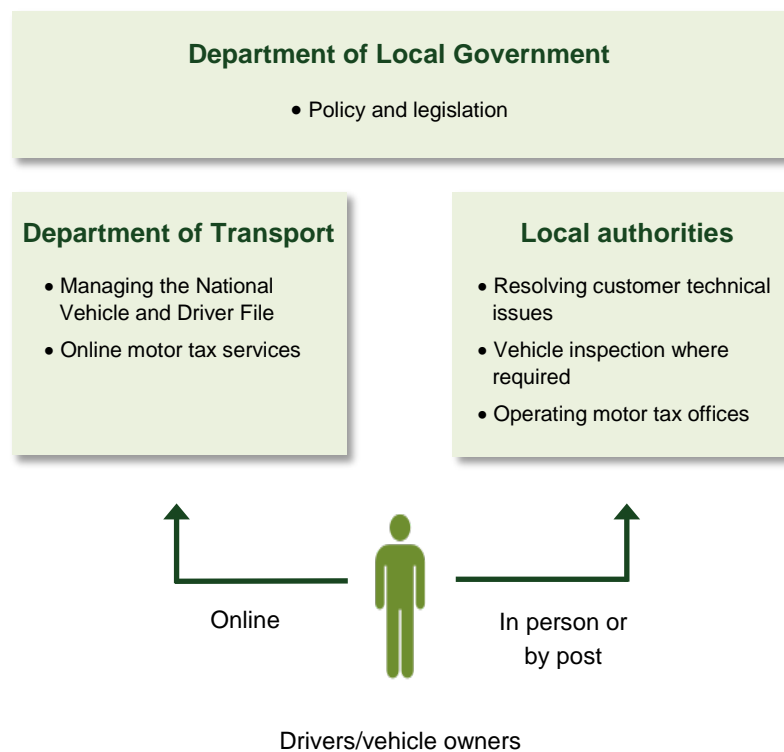 Department of Local Government
• Policy and legislation
Department of Transport
• Managing the National
Vehicle and Driver File
• Online motor tax services
Local authorities
• Resolving customer technical
issues
• Vehicle inspection where
required
• Operating motor tax offices
Online
In person or
by post
Drivers/vehicle owners